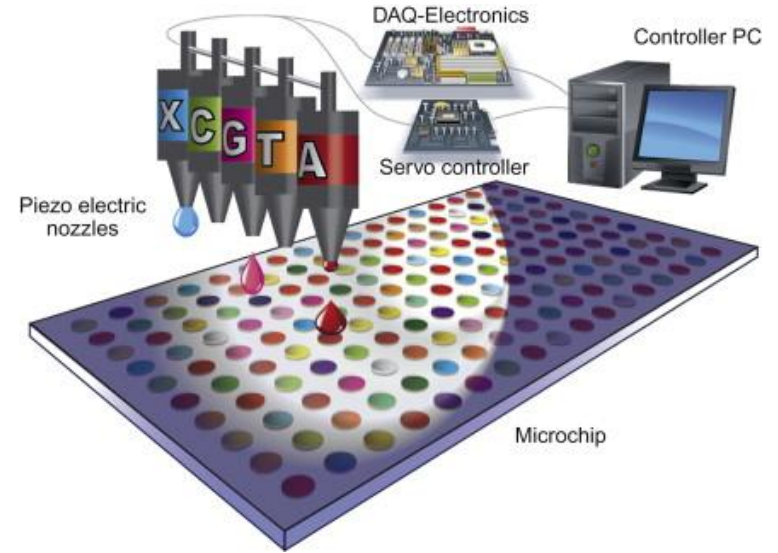 DAQ-Electronics
Controller PC
X C G T A
Servo controller
Piezo electric
nozzles
Microchip